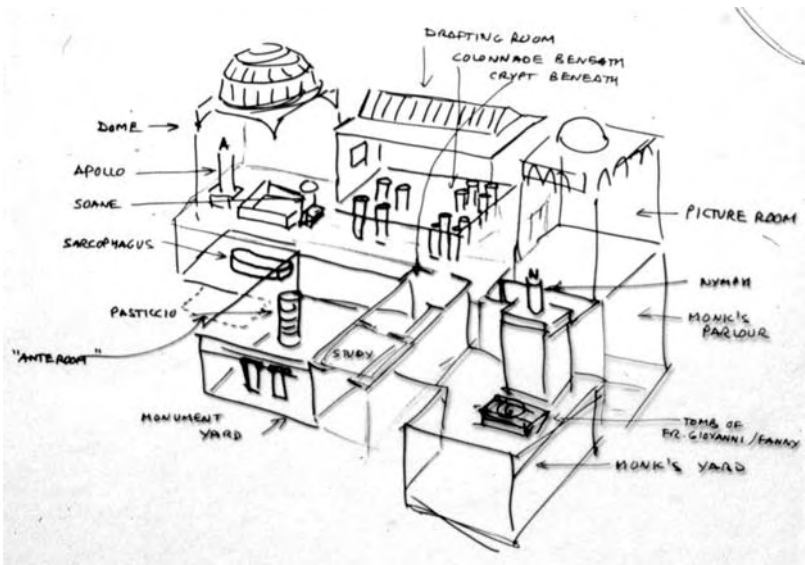 DRAFTING ROOM
COLONNADE BENEATH
CRYPT BENEATH
DOME
A
APOLLO
SOANE
SARCOPHAGUS
PICTURE ROOM
N
NYMPH
MONK'S
PARLOUR
PASTICCIO
"ANTEROOM"
STUDY
MONUMENT
YARD
TOMB OF
FR. GIOVANNI/FANNY
MONK'S YARD